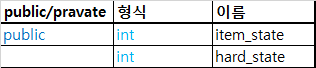 public/pravate 형식 이름
public int item_state
int hard_state